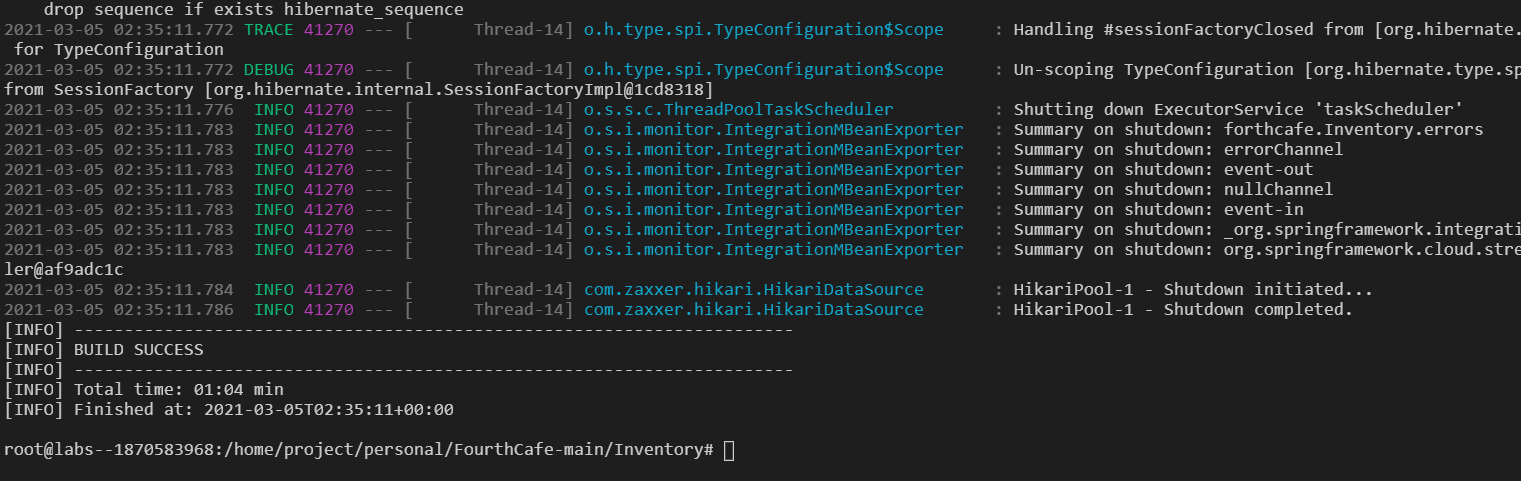 drop sequence if exists hibernate_sequence
2021-03-05 02:35:11.772 TRACE 41270 --- [      Thread-14] o.h.type.spi.TypeConfiguration$Scope     : Handling #sessionFactoryClosed from [org.hibernate.
for TypeConfiguration
2021-03-05 02:35:11.772 DEBUG 41270 --- [      Thread-14] o.h.type.spi.TypeConfiguration$Scope     : Un-scoping TypeConfiguration [org.hibernate.type.sp
from SessionFactory [org.hibernate.internal.SessionFactoryImpl@1cd8318]
2021-03-05 02:35:11.776  INFO 41270 --- [      Thread-14] o.s.s.c.ThreadPoolTaskScheduler          : Shutting down ExecutorService 'taskScheduler'
2021-03-05 02:35:11.783  INFO 41270 --- [      Thread-14] o.s.i.monitor.IntegrationMBeanExporter   : Summary on shutdown: forthcafe.Inventory.errors
2021-03-05 02:35:11.783  INFO 41270 --- [      Thread-14] o.s.i.monitor.IntegrationMBeanExporter   : Summary on shutdown: errorChannel
2021-03-05 02:35:11.783  INFO 41270 --- [      Thread-14] o.s.i.monitor.IntegrationMBeanExporter   : Summary on shutdown: event-out
2021-03-05 02:35:11.783  INFO 41270 --- [      Thread-14] o.s.i.monitor.IntegrationMBeanExporter   : Summary on shutdown: nullChannel
2021-03-05 02:35:11.783  INFO 41270 --- [      Thread-14] o.s.i.monitor.IntegrationMBeanExporter   : Summary on shutdown: event-in
2021-03-05 02:35:11.783  INFO 41270 --- [      Thread-14] o.s.i.monitor.IntegrationMBeanExporter   : Summary on shutdown: _org.springframework.integrati
2021-03-05 02:35:11.783  INFO 41270 --- [      Thread-14] o.s.i.monitor.IntegrationMBeanExporter   : Summary on shutdown: org.springframework.cloud.stre
ler@af9adc1c
2021-03-05 02:35:11.784  INFO 41270 --- [      Thread-14] com.zaxxer.hikari.HikariDataSource       : HikariPool-1 - Shutdown initiated...
2021-03-05 02:35:11.786  INFO 41270 --- [      Thread-14] com.zaxxer.hikari.HikariDataSource       : HikariPool-1 - Shutdown completed.
[INFO] ------------------------------------------------------------------------
[INFO] BUILD SUCCESS
[INFO] ------------------------------------------------------------------------
[INFO] Total time: 01:04 min
[INFO] Finished at: 2021-03-05T02:35:11+00:00
root@labs--1870583968:/home/project/personal/FourthCafe-main/Inventory#